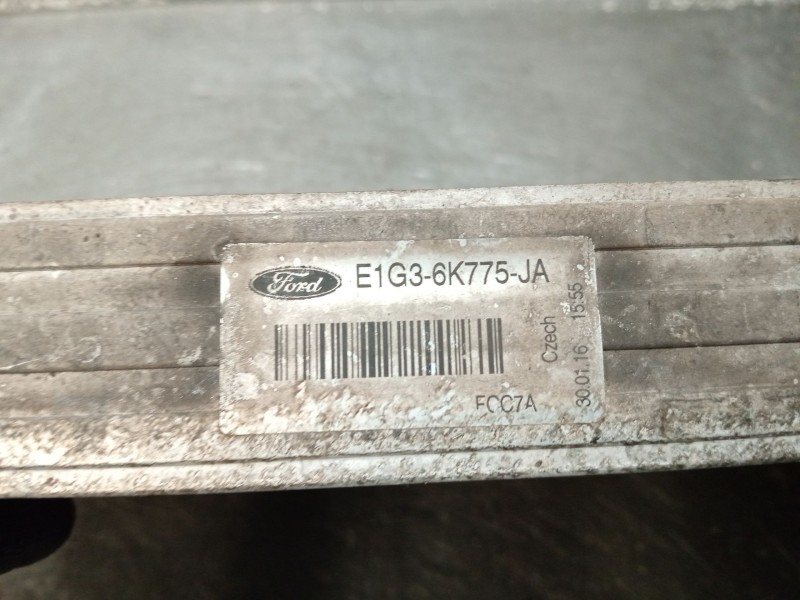 Ford E1G3-6K775-JA
FCC7A
Czech
30.01.16 15:55